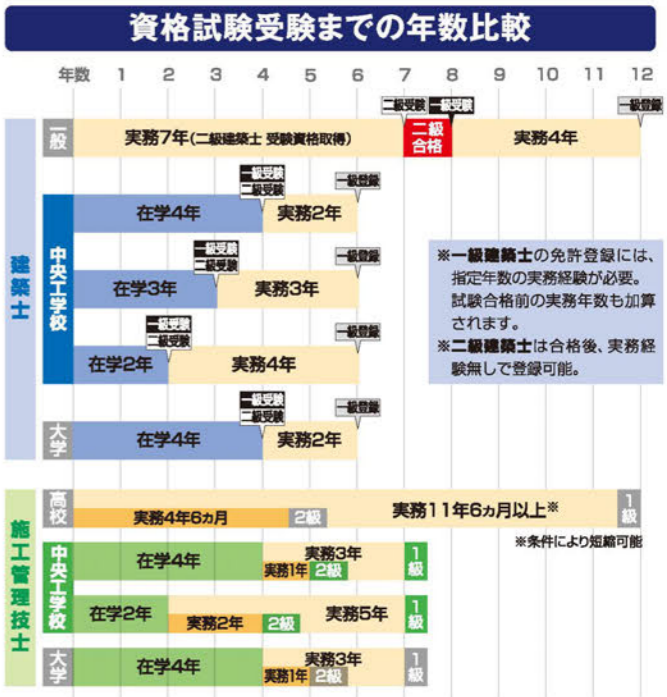 資格試験受験までの年数比較
年数 1 2 3 4 5 6 7 8 9 10 11 12
建築士
一般
実務7年(二級建築士 受験資格取得)
二級受験
一級受験
二級
合格
実務4年
一級登録
中央工学校
一級受験
二級受験
一級登録
在学4年
実務2年
一級受験
二級受験
一級登録
在学3年
実務3年
一級受験
二級受験
一級登録
在学2年
実務4年
大学
一級受験
二級受験
一級登録
在学4年
実務2年
※一級建築士の免許登録には、
指定年数の実務経験が必要。
試験合格前の実務年数も加算
されます。
※二級建築士は合格後、実務経
験無しで登録可能。
施工管理技士
高校
実務4年6ヵ月
2級
実務11年6ヵ月以上※
1級
※条件により短縮可能
中央工学校
在学4年
実務3年
実務1年
2級
1級
在学2年
実務2年
2級
実務5年
1級
大学
在学4年
実務3年
実務1年
2級
1級